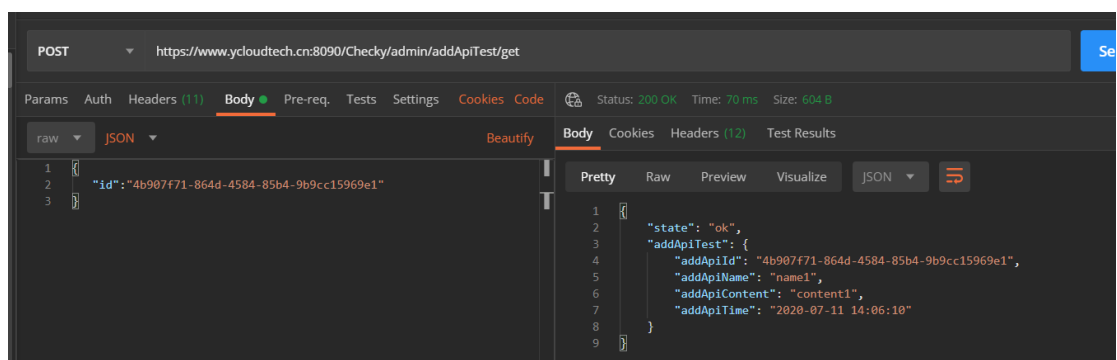 POST https://www.ycloudtech.cn:8090/Checky/admin/addApiTest/get Se
Params Auth Headers (11) Body Pre-req. Tests Settings Cookies Code
raw JSON Beautify
1 {
2 "id":"4b907f71-864d-4584-85b4-9b9cc15969e1"
3 }
Status: 200 OK Time: 70 ms Size: 604 B
Body Cookies Headers (12) Test Results
Pretty Raw Preview Visualize JSON
1 {
2 "state": "ok",
3 "addApiTest": {
4 "addApiId": "4b907f71-864d-4584-85b4-9b9cc15969e1",
5 "addApiName": "name1",
6 "addApiContent": "content1",
7 "addApiTime": "2020-07-11 14:06:10"
8 }
9 }